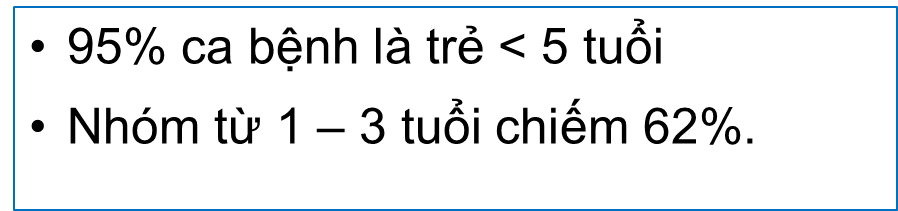 • 95% ca bệnh là trẻ < 5 tuổi
• Nhóm từ 1 – 3 tuổi chiếm 62%.